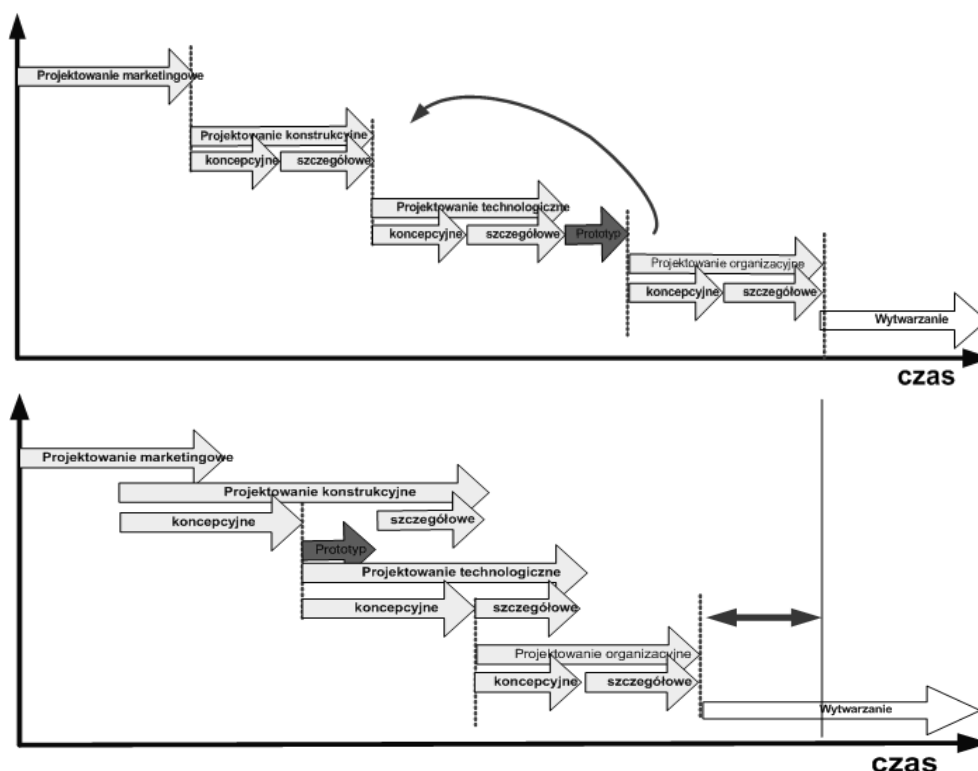 Projektowanie marketingowe
Projektowanie konstrukcyjne
koncepcyjne
szczegółowe
Projektowanie technologiczne
koncepcyjne
szczegółowe
Prototyp
Projektowanie organizacyjne
koncepcyjne
szczegółowe
Wytwarzanie
czas
Projektowanie marketingowe
Projektowanie konstrukcyjne
koncepcyjne
szczegółowe
Prototyp
Projektowanie technologiczne
koncepcyjne
szczegółowe
Projektowanie organizacyjne
koncepcyjne
szczegółowe
Wytwarzanie
czas